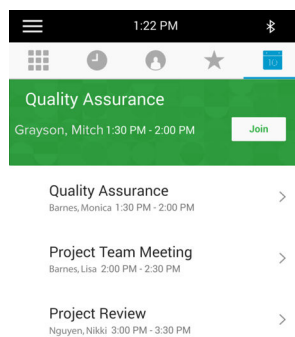 1:22 PM
10
Quality Assurance
Grayson, Mitch 1:30 PM - 2:00 PM
Join
Quality Assurance
Barnes, Monica 1:30 PM - 2:00 PM
Project Team Meeting
Barnes, Lisa 2:00 PM - 2:30 PM
Project Review
Nguyen, Nikki 3:00 PM - 3:30 PM